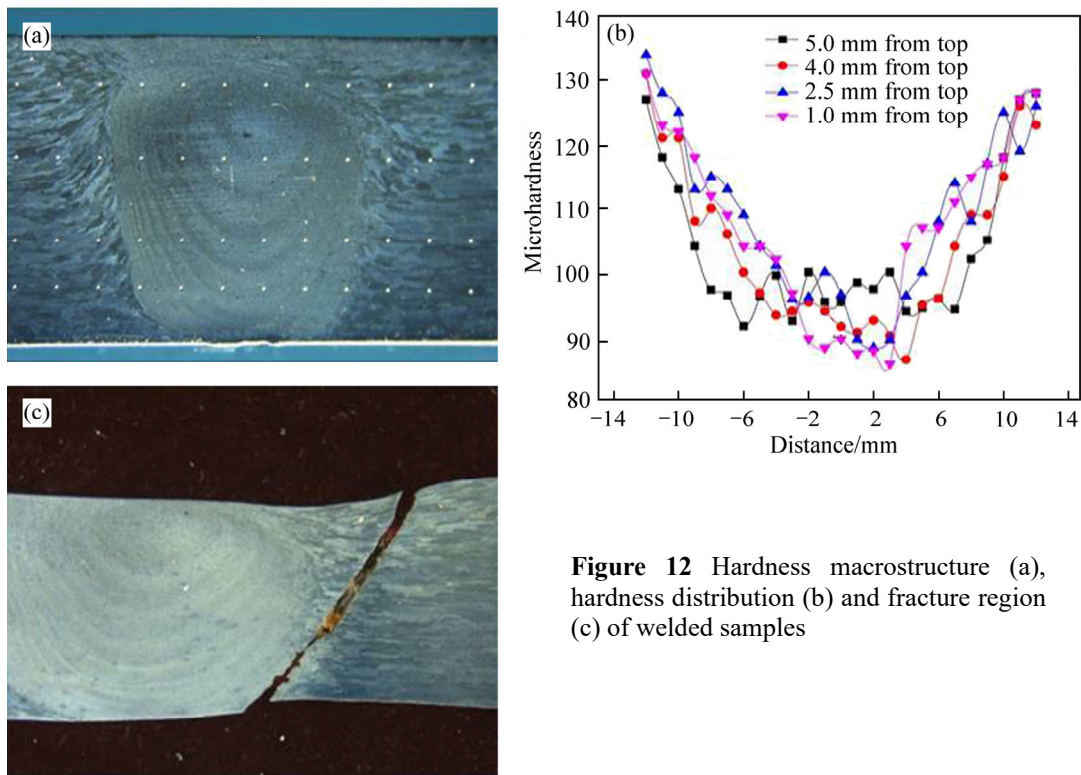 (a)
(b)
140
130
120
110
100
90
80
Microhardness
5.0 mm from top
4.0 mm from top
2.5 mm from top
1.0 mm from top
−14 −10 −6 −2 2 6 10 14
Distance/mm
(c)
Figure 12 Hardness macrostructure (a),
hardness distribution (b) and fracture region
(c) of welded samples